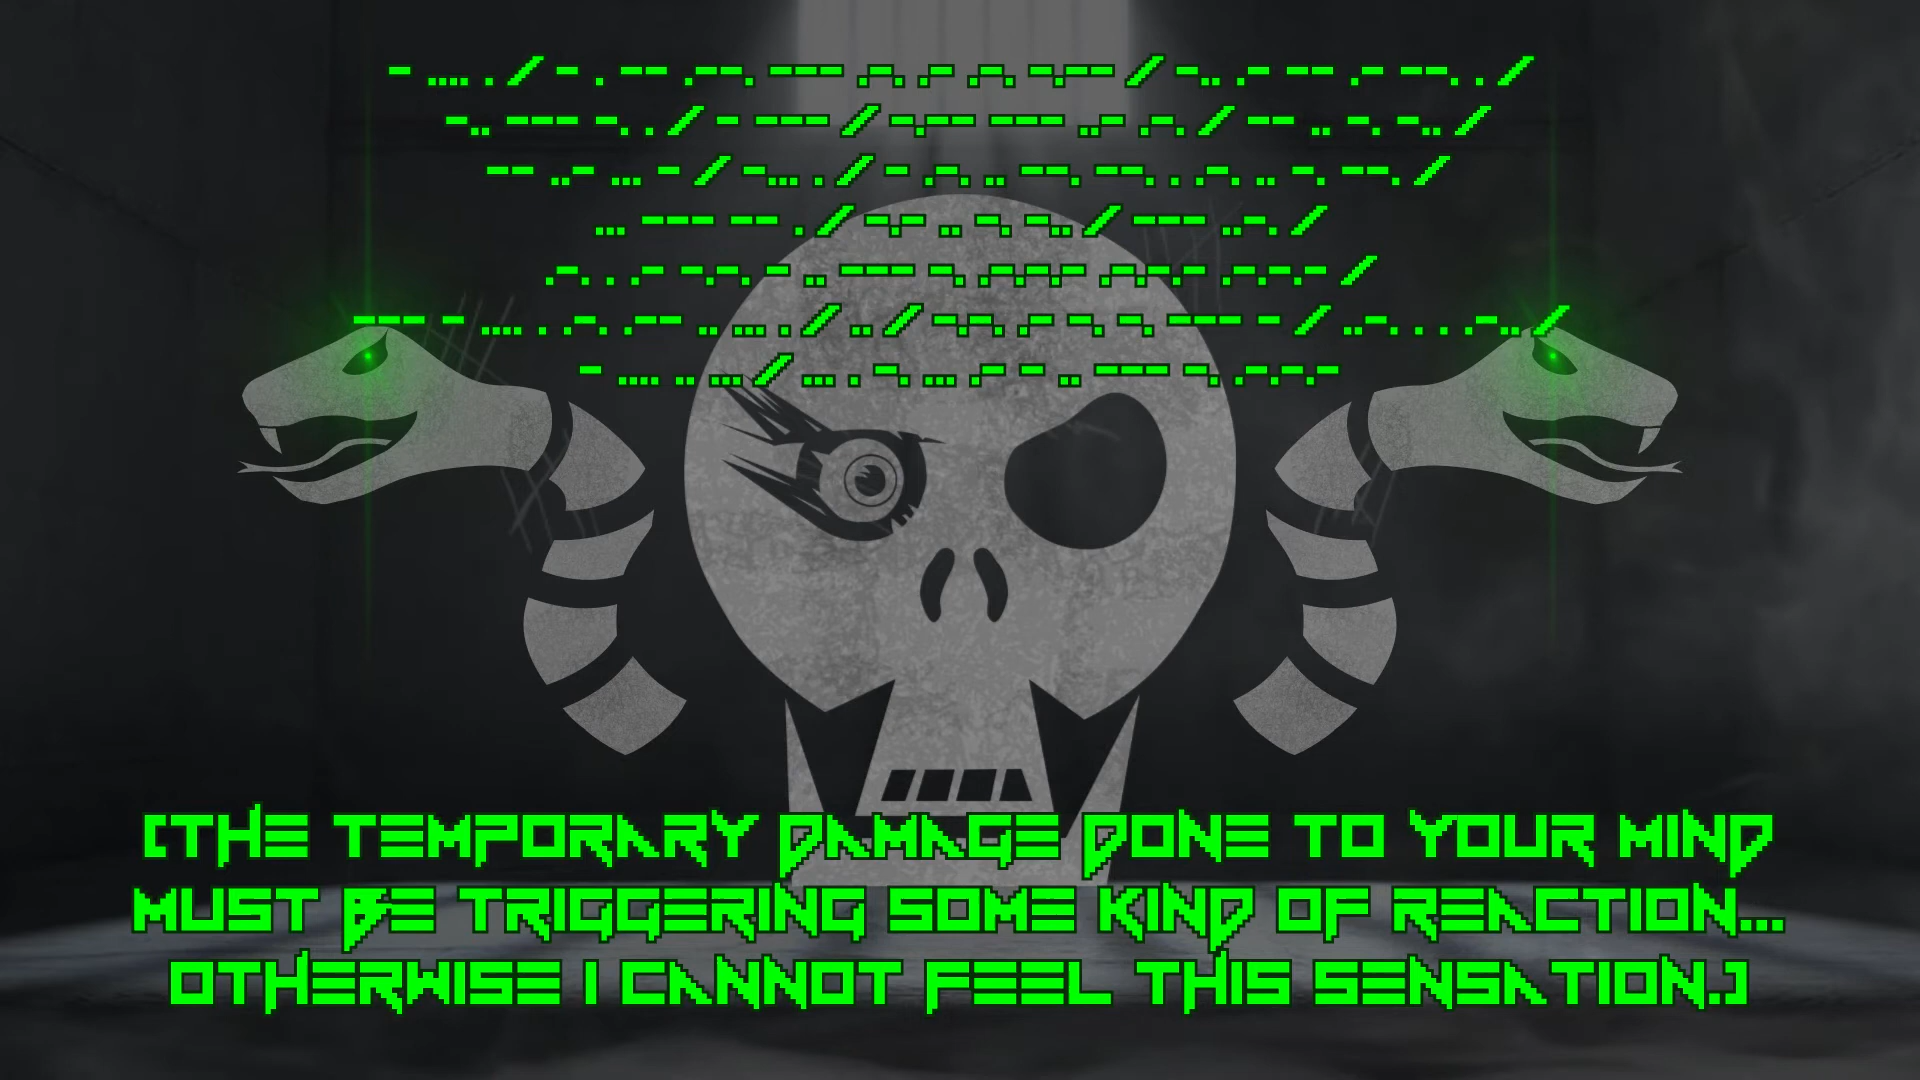 - .... . / - . -- .--. --- .-. .- .-. -.-- / -.. .- -- .- --. . /
-.. --- -. . / - --- / -.-- --- ..- .-. / -- .. -. -.. /
-- ..- ... - / -... . / - .-. .. --. --. . .-. .. -. --. /
... --- -- . / -.- .. -. -.. / --- ..-. /
.-. . .- -.-. - .. --- -. .-.-.- .-.-.- .-.-.- /
--- - .... . .-. .-- .. ... . / .. / -.-. .- -. -. --- - / ..-. . . .-.. /
- .... .. ... / ... . -. ... .- - .. --- -. .-.-.-
[THE TEMPORARY DAMAGE DONE TO YOUR MIND
MUST BE TRIGGERING SOME KIND OF REACTION...
OTHERWISE I CANNOT FEEL THIS SENSATION.]